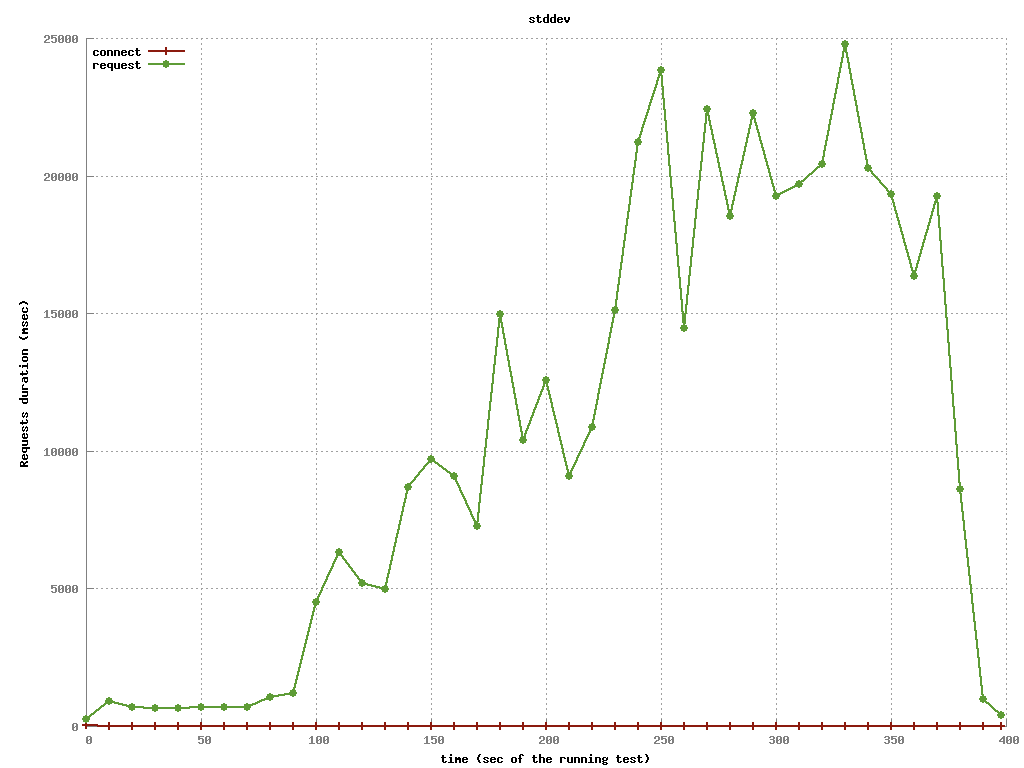 stddev
25000
connect
request
20000
15000
Requests duration (msec)
10000
5000
0
0 50 100 150 200 250 300 350 400
time (sec of the running test)